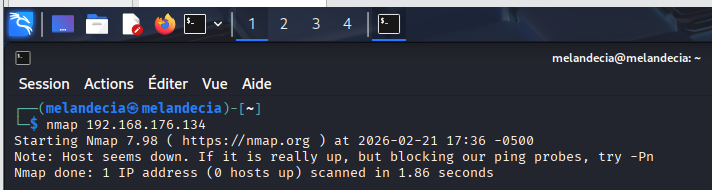 1 2 3 4
melandecia@melandecia: ~
Session Actions Éditer Vue Aide
┌──(melandecia㉿melandecia)-[~]
└─$ nmap 192.168.176.134
Starting Nmap 7.98 ( https://nmap.org ) at 2026-02-21 17:36 -0500
Note: Host seems down. If it is really up, but blocking our ping probes, try -Pn
Nmap done: 1 IP address (0 hosts up) scanned in 1.86 seconds